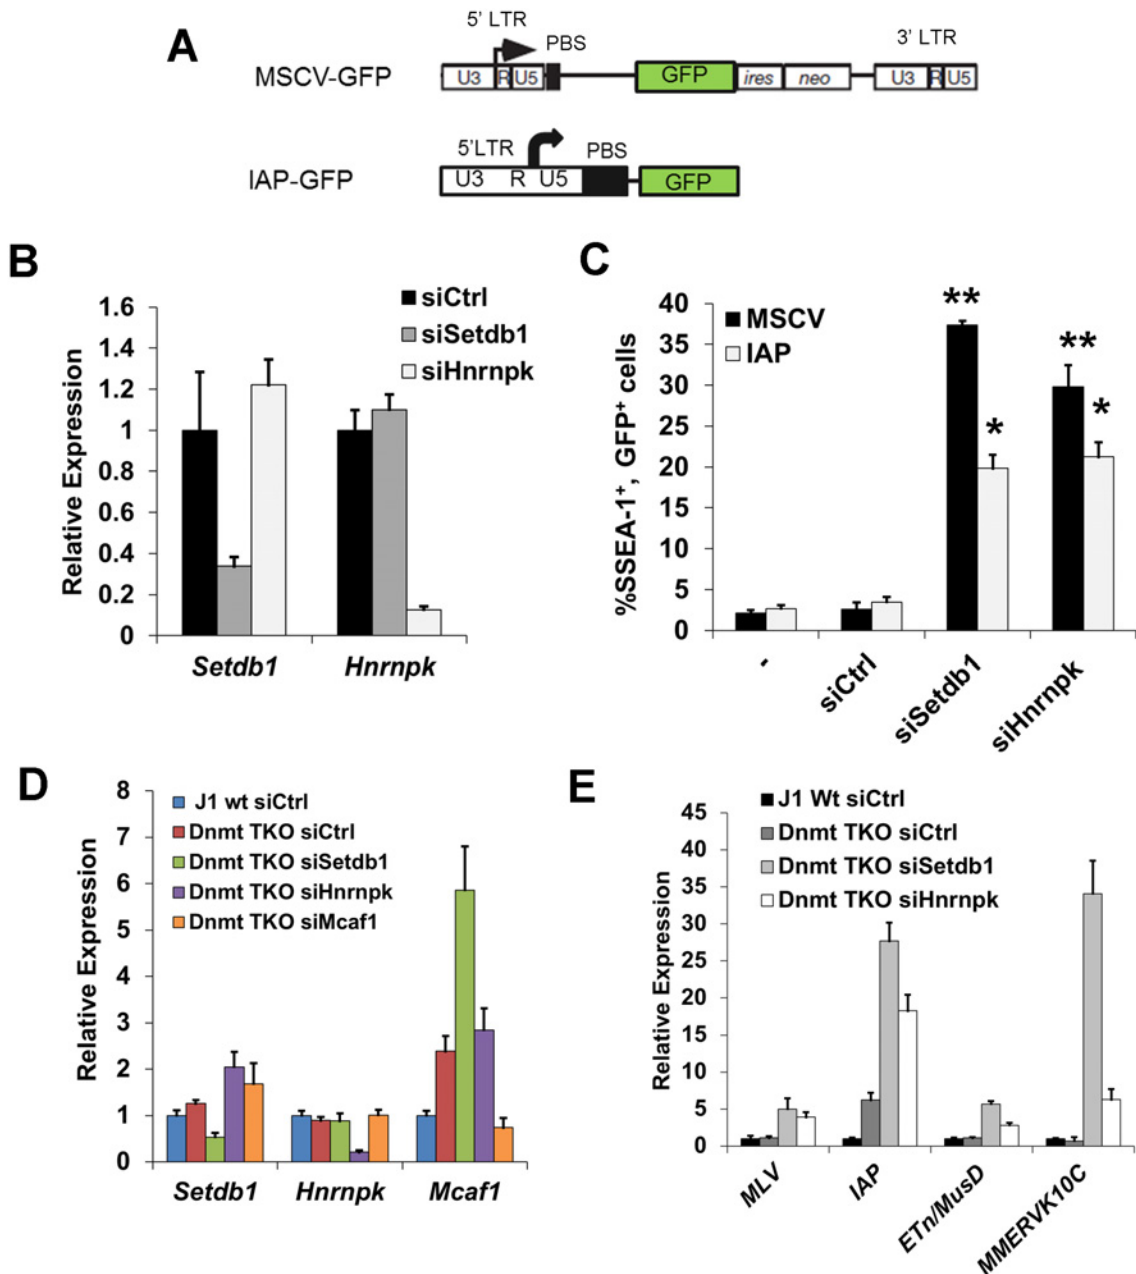 A
5' LTR
PBS
3' LTR
MSCV-GFP
U3 R U5
GFP ires neo
U3 R U5
5'LTR
PBS
IAP-GFP
U3 R U5
GFP
B
siCtrl
siSetdb1
siHnrnpk
Relative Expression
1.6
1.4
1.2
1
0.8
0.6
0.4
0.2
0
Setdb1 Hnrnpk
C
MSCV
IAP
%SSEA-1+, GFP+ cells
40
35
30
25
20
15
10
5
0
** * ** *
- siCtrl siSetdb1 siHnrnpk
D
J1 wt siCtrl
Dnmt TKO siCtrl
Dnmt TKO siSetdb1
Dnmt TKO siHnrnpk
Dnmt TKO siMcaf1
Relative Expression
8
7
6
5
4
3
2
1
0
Setdb1 Hnrnpk Mcaf1
E
J1 Wt siCtrl
Dnmt TKO siCtrl
Dnmt TKO siSetdb1
Dnmt TKO siHnrnpk
Relative Expression
45
40
35
30
25
20
15
10
5
0
MLV IAP ETn/MusD MMERVK10C